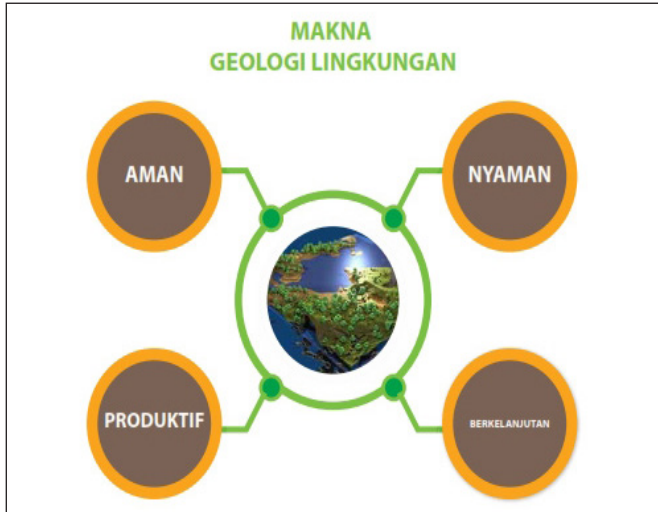 MAKNA
GEOLOGI LINGKUNGAN
AMAN
NYAMAN
PRODUKTIF
BERKELANJUTAN